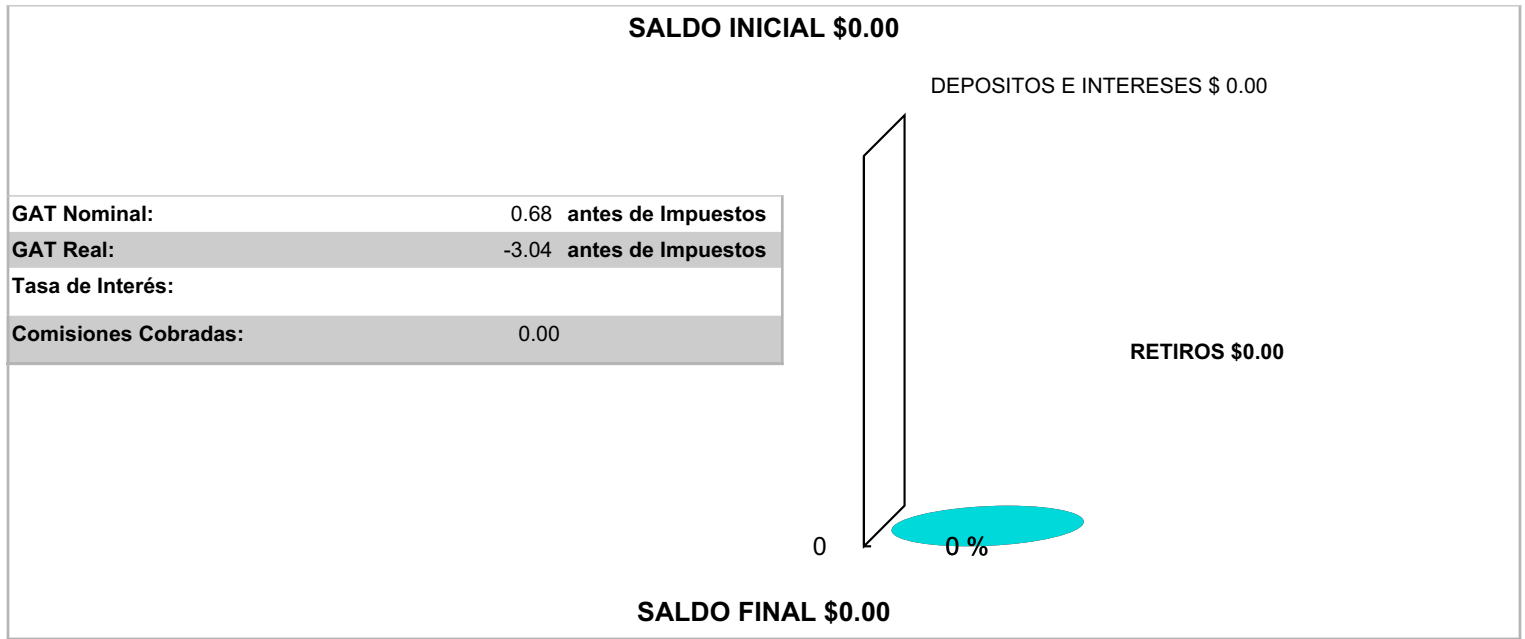 SALDO INICIAL $0.00
DEPOSITOS E INTERESES $ 0.00
GAT Nominal: 0.68 antes de Impuestos
GAT Real: -3.04 antes de Impuestos
Tasa de Interés:
Comisiones Cobradas: 0.00
RETIROS $0.00
0 0 %
SALDO FINAL $0.00